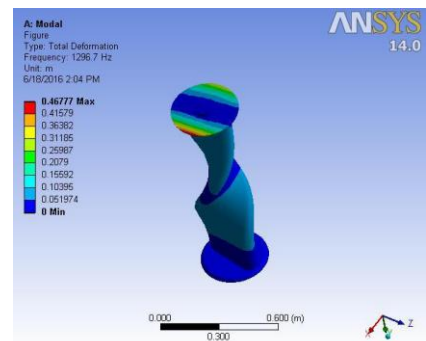 A: Modal
Figure
Type: Total Deformation
Frequency: 1296.7 Hz
Unit: m
6/18/2016 2:04 PM
0.46777 Max
0.41579
0.36382
0.31185
0.25987
0.2079
0.15592
0.10395
0.051974
0 Min
ANSYS
14.0
0.000
0.600 (m)
0.300
X
Y
Z